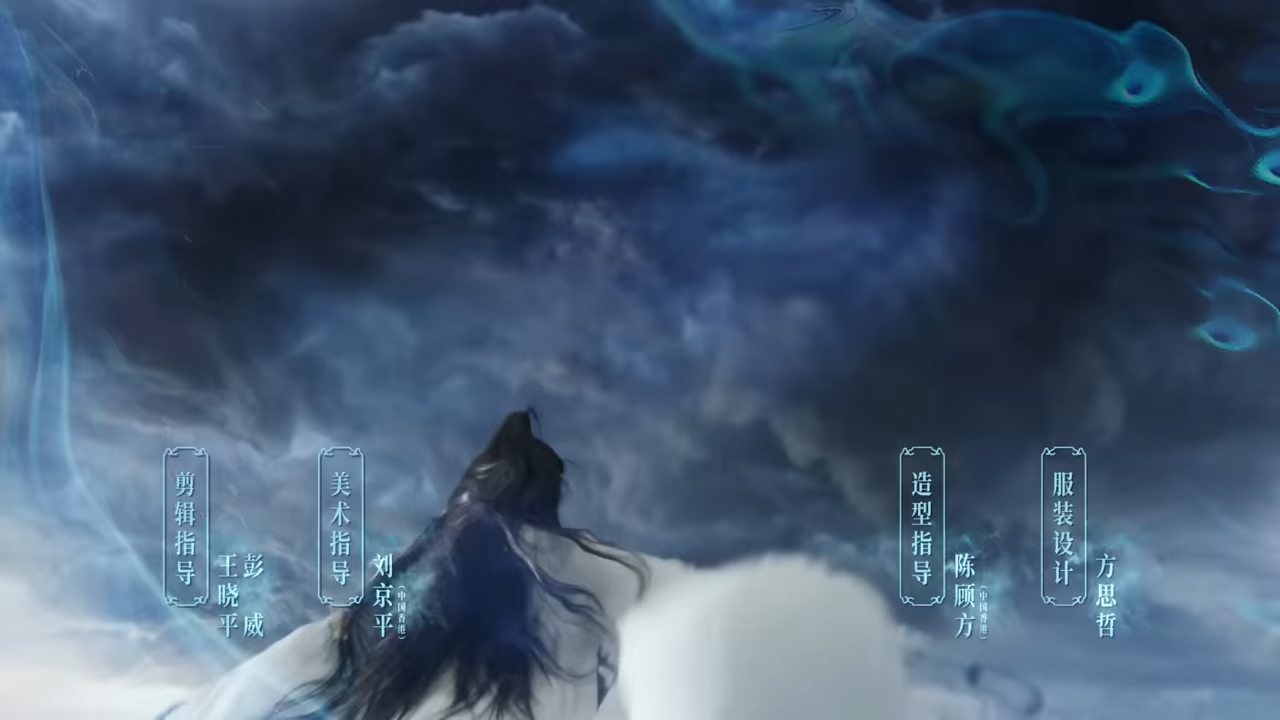 剪辑指导
王晓平
彭威
美术指导
刘京平
（中国香港）
造型指导
陈顾方
（中国香港）
服装设计
方思哲